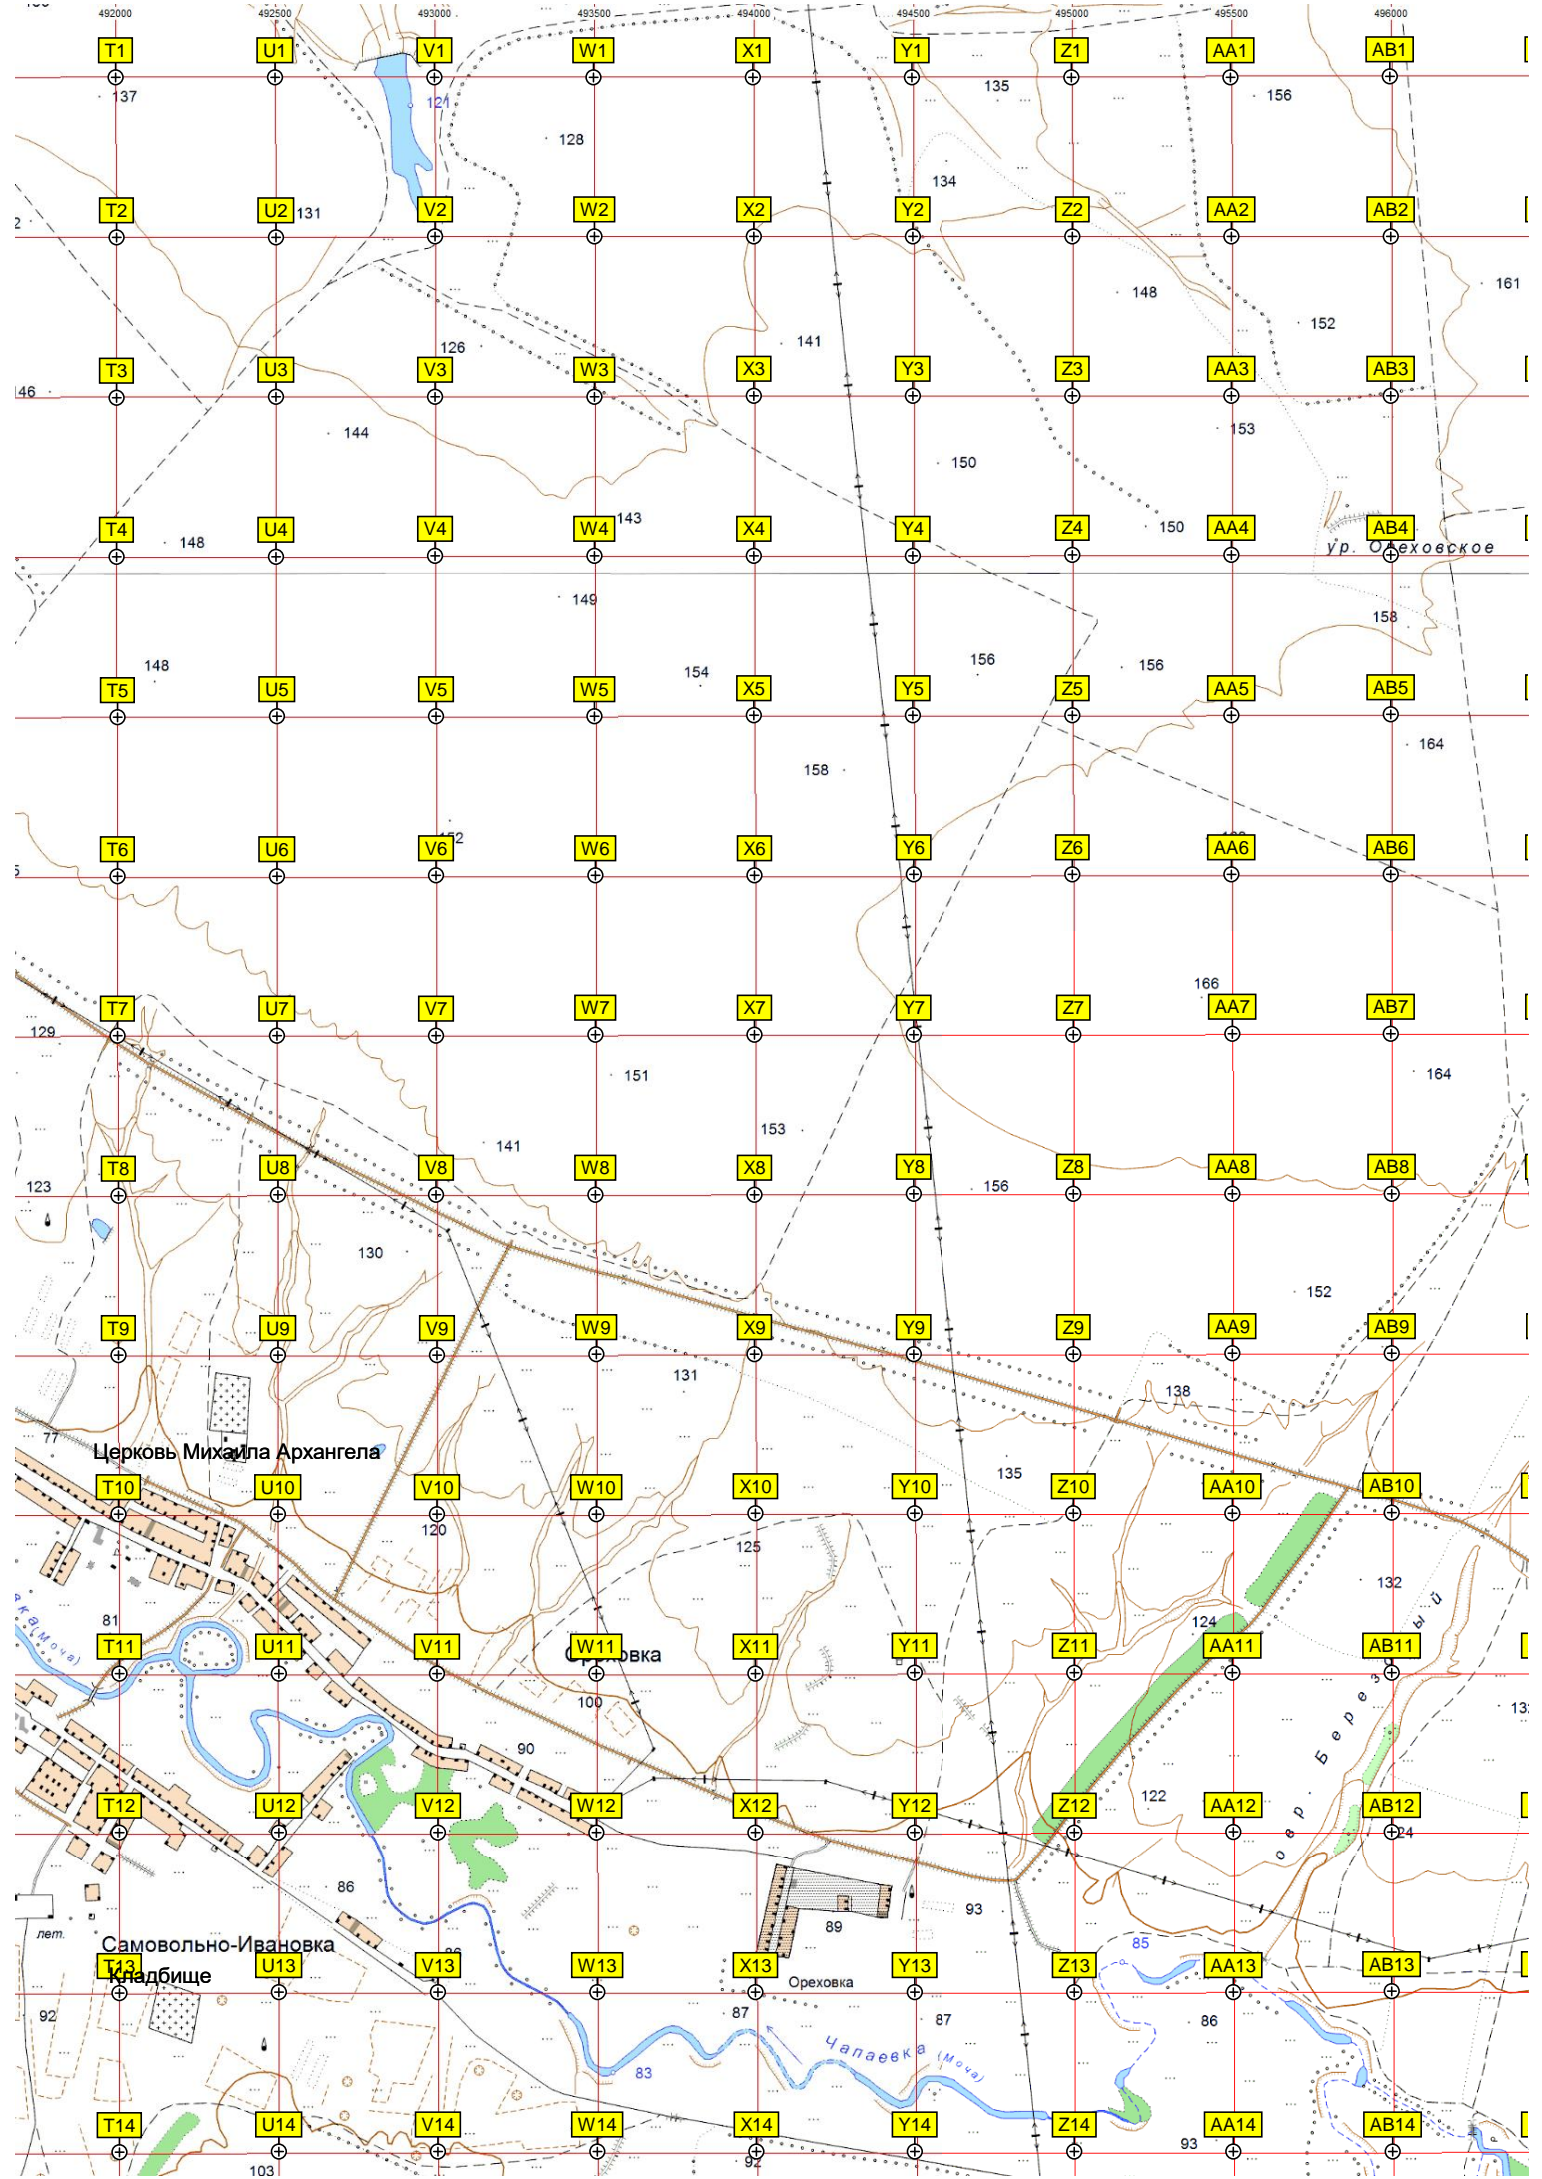 492000 492500 493000 493500 494000 494500 495000 495500 496000
T1 U1 V1 W1 X1 Y1 Z1 AA1 AB1
137 121 135 156
128
134
T2 U2 131 V2 W2 X2 Y2 Z2 AA2 AB2
161
148
152
126 141
T3 U3 V3 W3 X3 Y3 Z3 AA3 AB3
46
144 153
150
T4 U4 V4 W4 143 X4 Y4 Z4 150 AA4 AB4
148
ур. Ореховское
149
158
148 154 156 156
T5 U5 V5 W5 X5 Y5 Z5 AA5 AB5
164
158
T6 U6 V6 W6 X6 Y6 Z6 AA6 AB6
166
T7 U7 V7 W7 X7 Y7 Z7 AA7 AB7
129
151 164
153
141
T8 U8 V8 W8 X8 Y8 Z8 AA8 AB8
123 156
130
152
T9 U9 V9 W9 X9 Y9 Z9 AA9 AB9
131
138
77
Церковь Михаила Архангела
135
T10 U10 V10 W10 X10 Y10 Z10 AA10 AB10
120
125
132
81 124
(Моча)
T11 U11 V11 W11 X11 Y11 Z11 AA11 AB11
Ореховка
100
90
122
T12 U12 V12 W12 X12 Y12 Z12 AA12 AB12
24
86
93
89
лет.
Самовольно-Ивановка
85
T13 U13 V13 W13 X13 Y13 Z13 AA13 AB13
Кладбище
Ореховка
92 87 87 86
Чапаевка (Моча)
83
T14 U14 V14 W14 X14 Y14 Z14 AA14 AB14
93
103 92